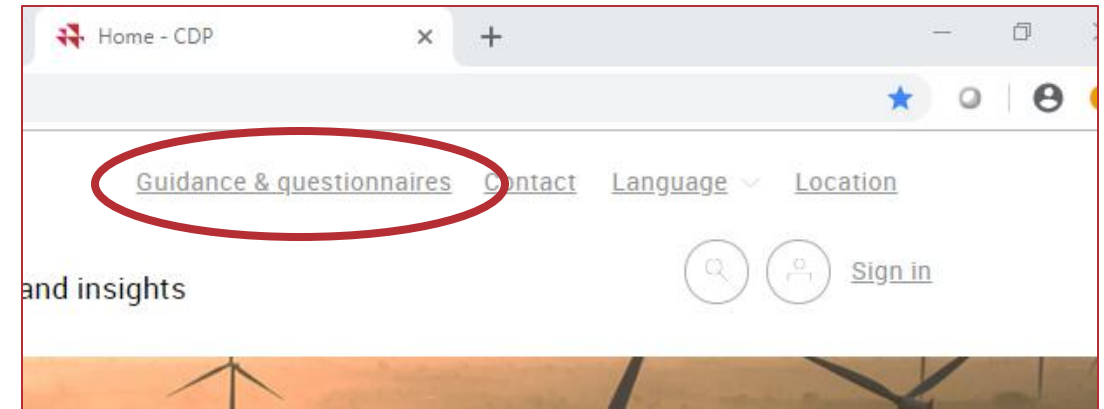 Home - CDP
Guidance & questionnaires Contact Language Location
Sign in
and insights